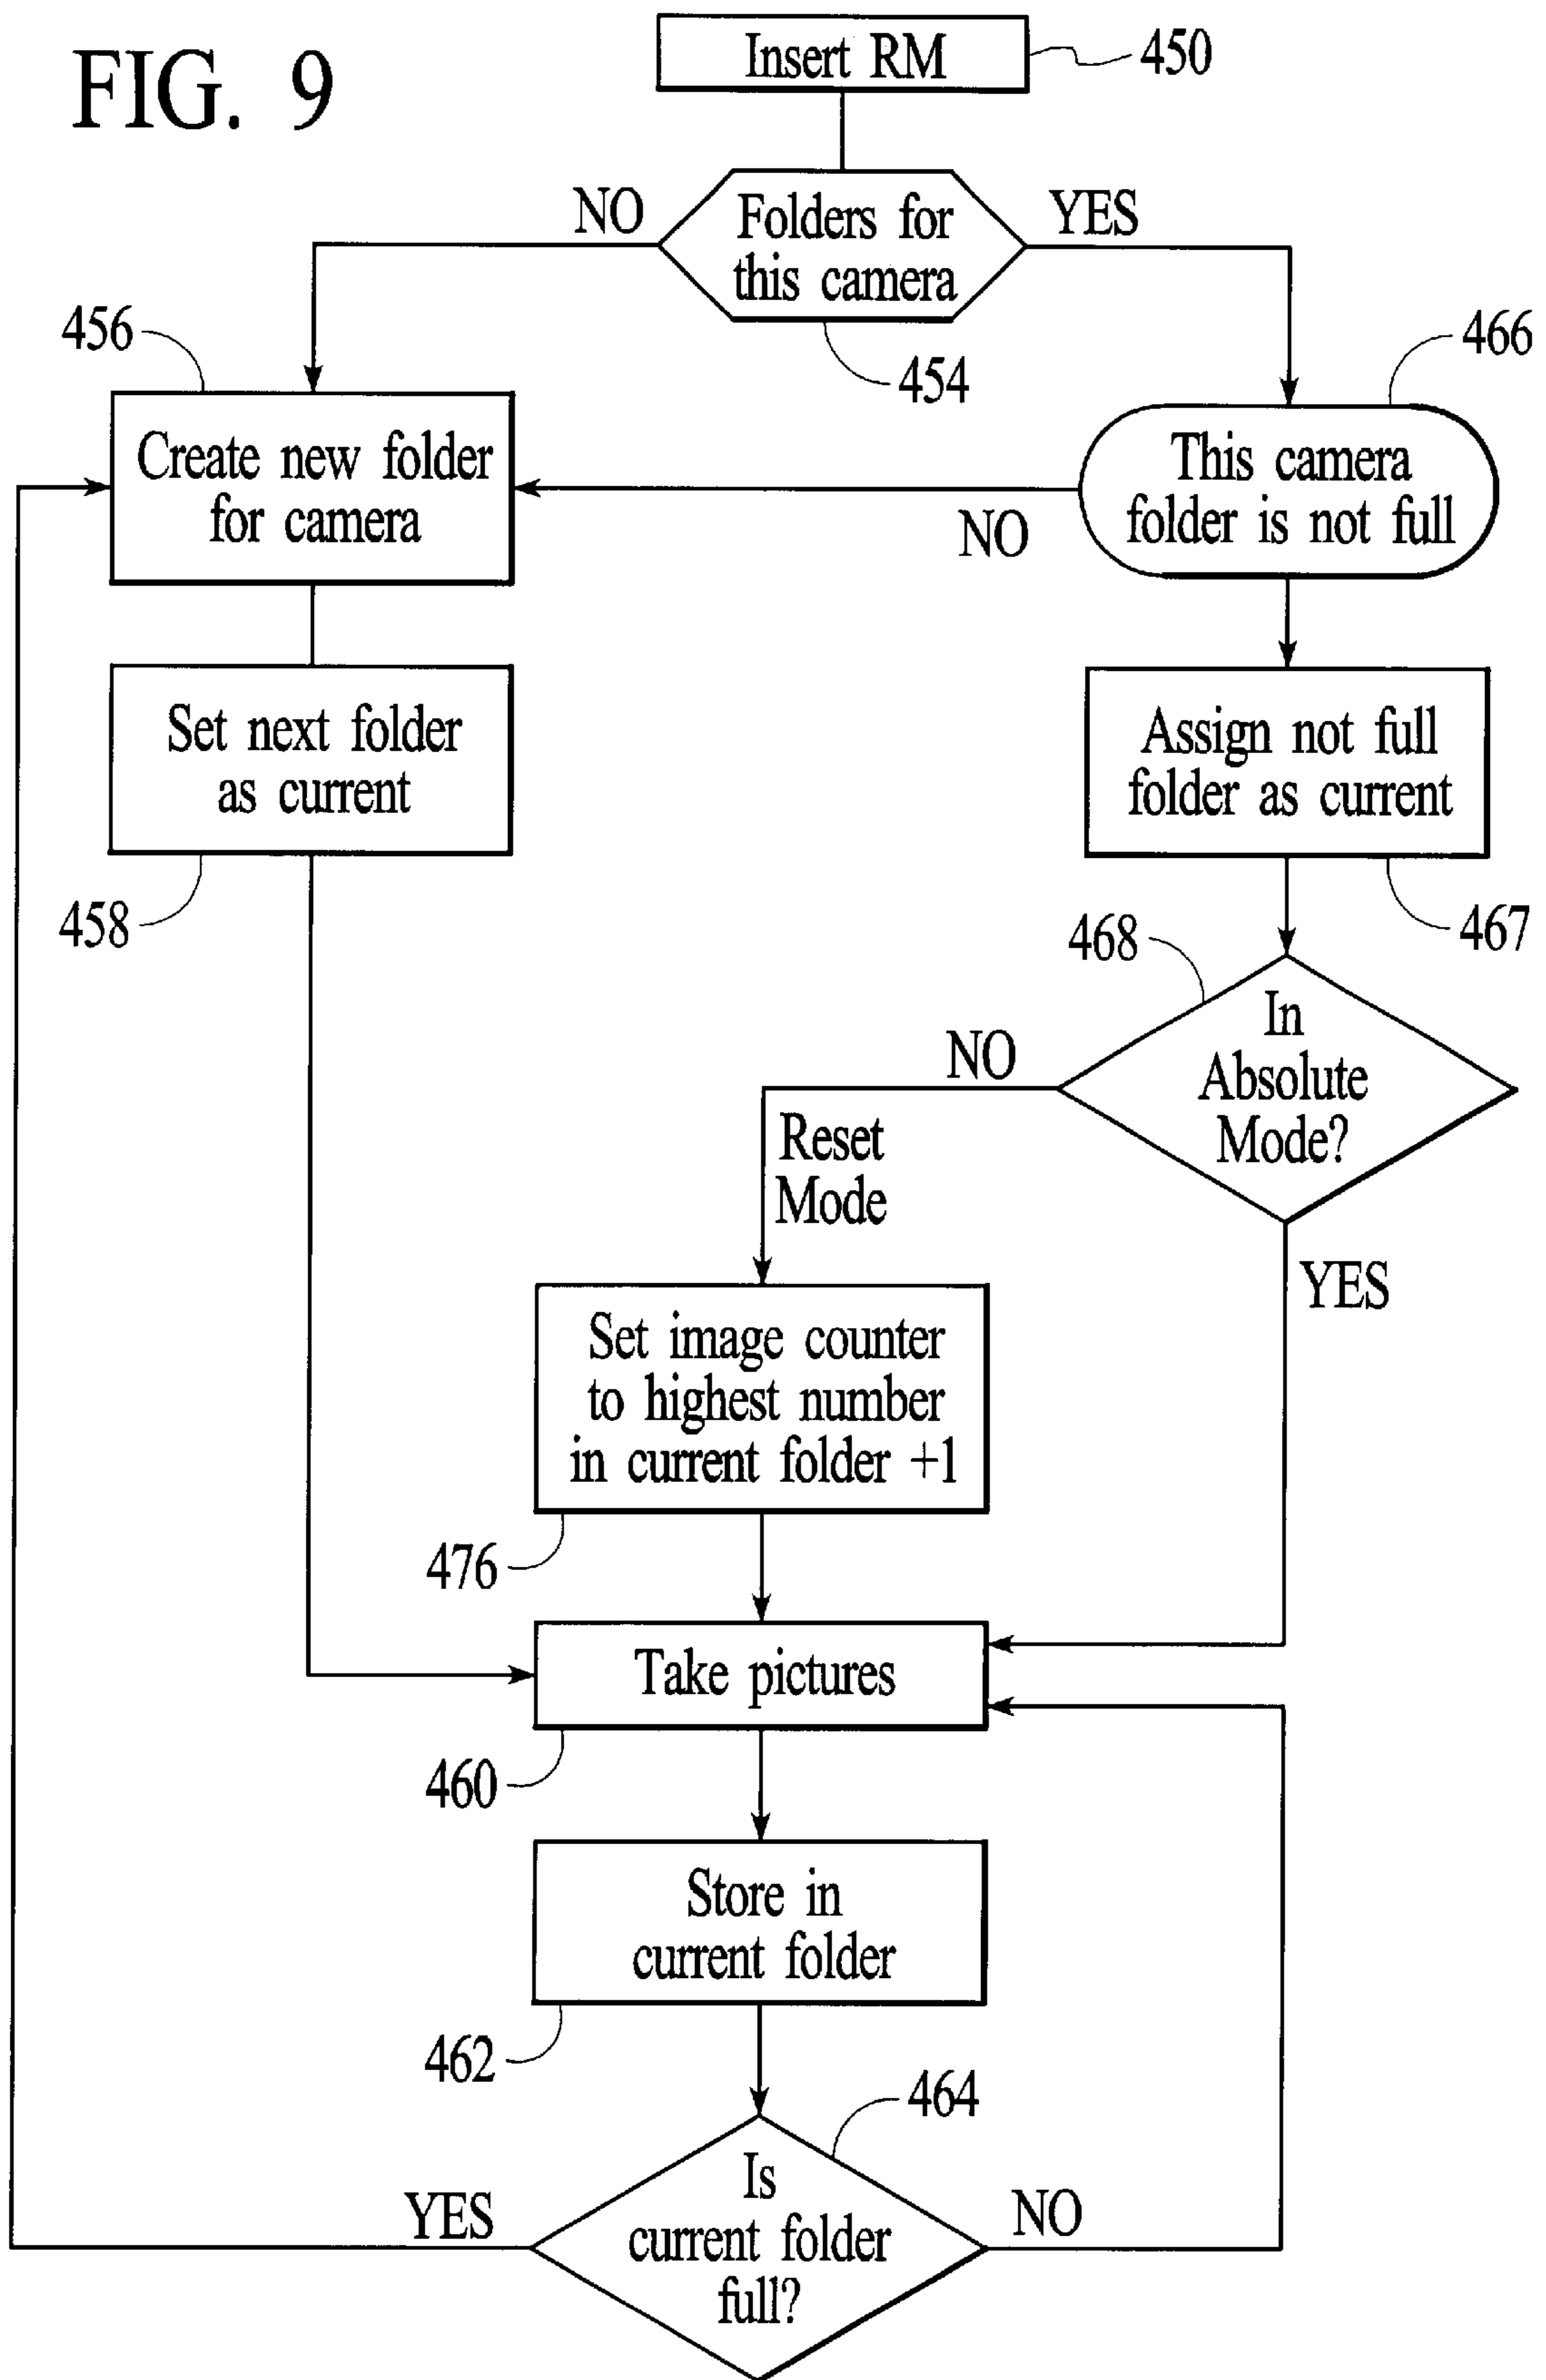 FIG. 9
Insert RM
450
NO
Folders for
this camera
YES
454
456
Create new folder
for camera
466
This camera
folder is not full
NO
Set next folder
as current
458
Assign not full
folder as current
467
468
In
Absolute
Mode?
NO
Reset
Mode
YES
Set image counter
to highest number
in current folder +1
476
Take pictures
460
Store in
current folder
462
464
Is
current folder
full?
YES
NO